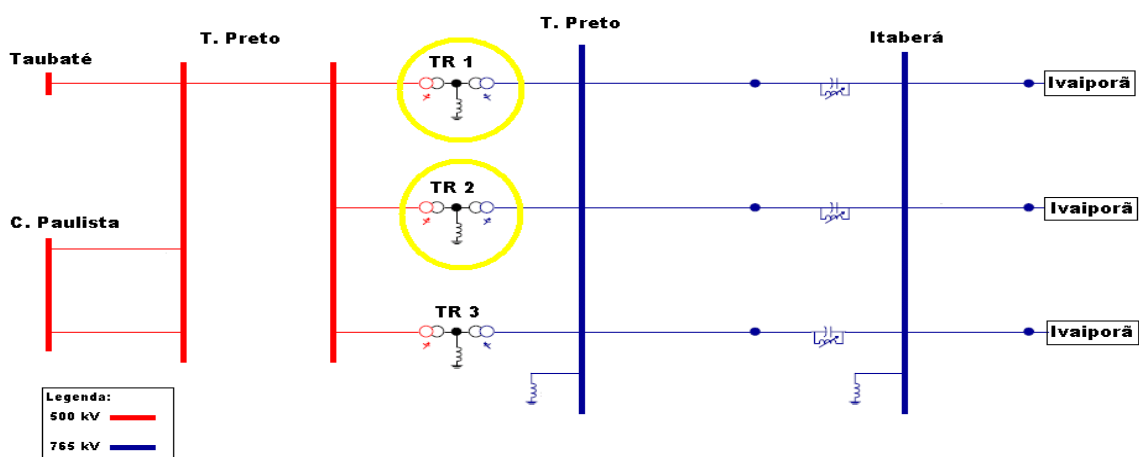 T. Preto
Itaberá
T. Preto
Taubaté
TR 1
Ivaiporã
TR 2
C. Paulista
Ivaiporã
TR 3
Ivaiporã
Legenda:
500 kV
765 kV